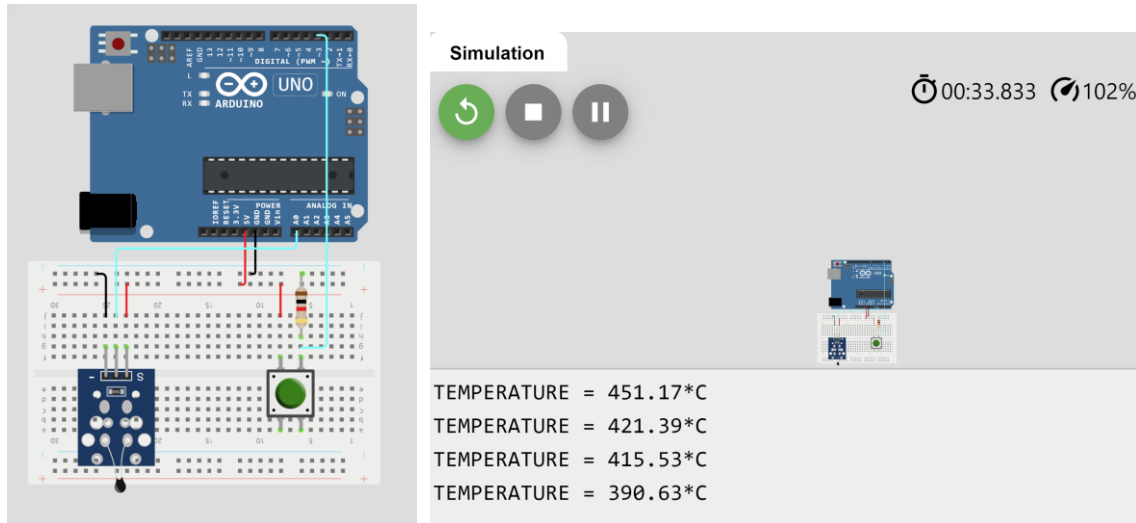 AREF
GND
13
12
~11
~10
~9
8
7
~6
~5
4
~3
2
TX→1
RX←0
DIGITAL (PWM ~)
L
TX
RX
UNO
ARDUINO
ON
IOREF
RESET
3.3V
5V
GND
GND
Vin
POWER
A0
A1
A2
A3
A4
A5
ANALOG IN
- S
Simulation
00:33.833 102%
TEMPERATURE = 451.17*C
TEMPERATURE = 421.39*C
TEMPERATURE = 415.53*C
TEMPERATURE = 390.63*C